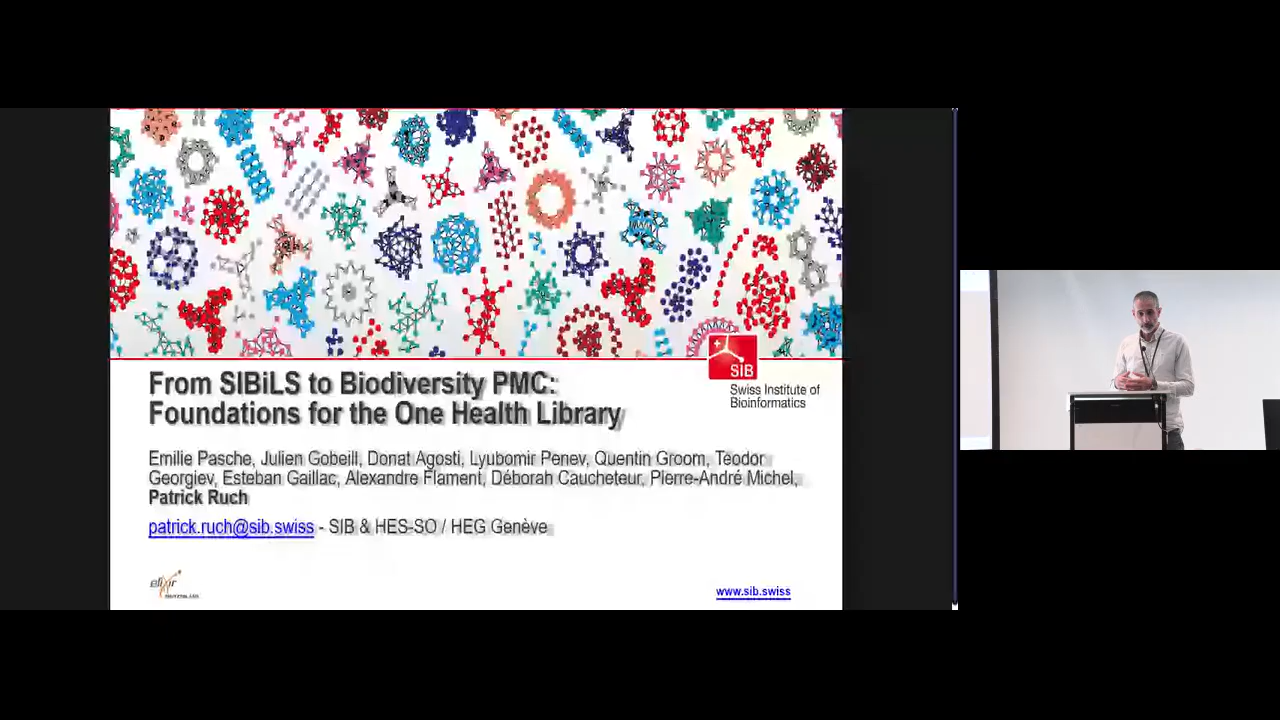 From SIBiLS to Biodiversity PMC:
Foundations for the One Health Library
SIB
Swiss Institute of
Bioinformatics
Emilie Pasche, Julien Gobeill, Donat Agosti, Lyubomir Penev, Quentin Groom, Teodor
Georgiev, Esteban Gaillac, Alexandre Flament, Déborah Caucheteur, Pierre-André Michel,
Patrick Ruch
patrick.ruch@sib.swiss - SIB & HES-SO / HEG Genève
elixir
www.sib.swiss